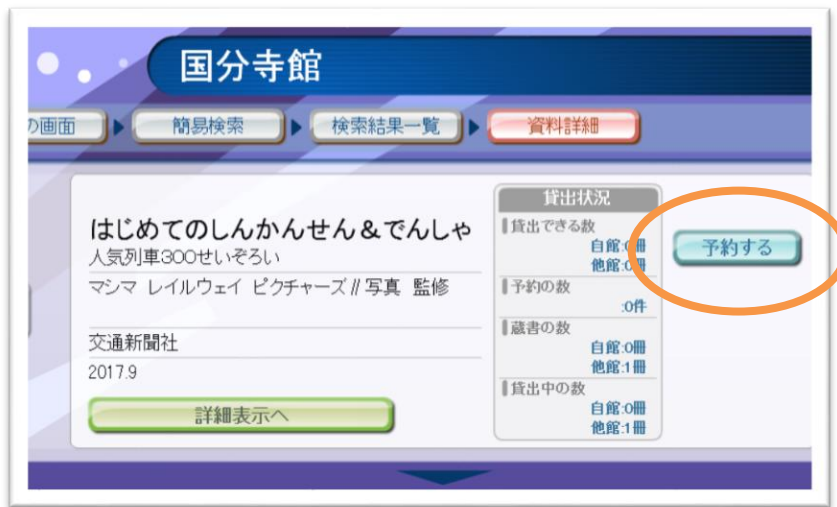 国分寺館
の画面
簡易検索
検索結果一覧
資料詳細
はじめてのしんかんせん&でんしゃ
人気列車300せいぞろい
マシマ レイルウェイ ピクチャーズ∥写真 監修
交通新聞社
2017.9
詳細表示へ
貸出状況
貸出できる数
自館:0冊
他館:0冊
予約の数
:0件
蔵書の数
自館:0冊
他館:1冊
貸出中の数
自館:0冊
他館:1冊
予約する